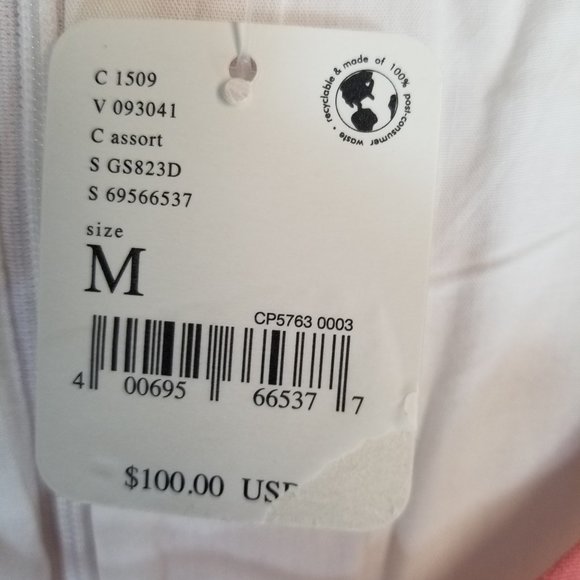 C 1509
V 093041
C assort
S GS823D
S 69566537
size
M
recyclable & made of 100% post-consumer waste •
CP5763 0003
4 00695 66537 7
$100.00 USD